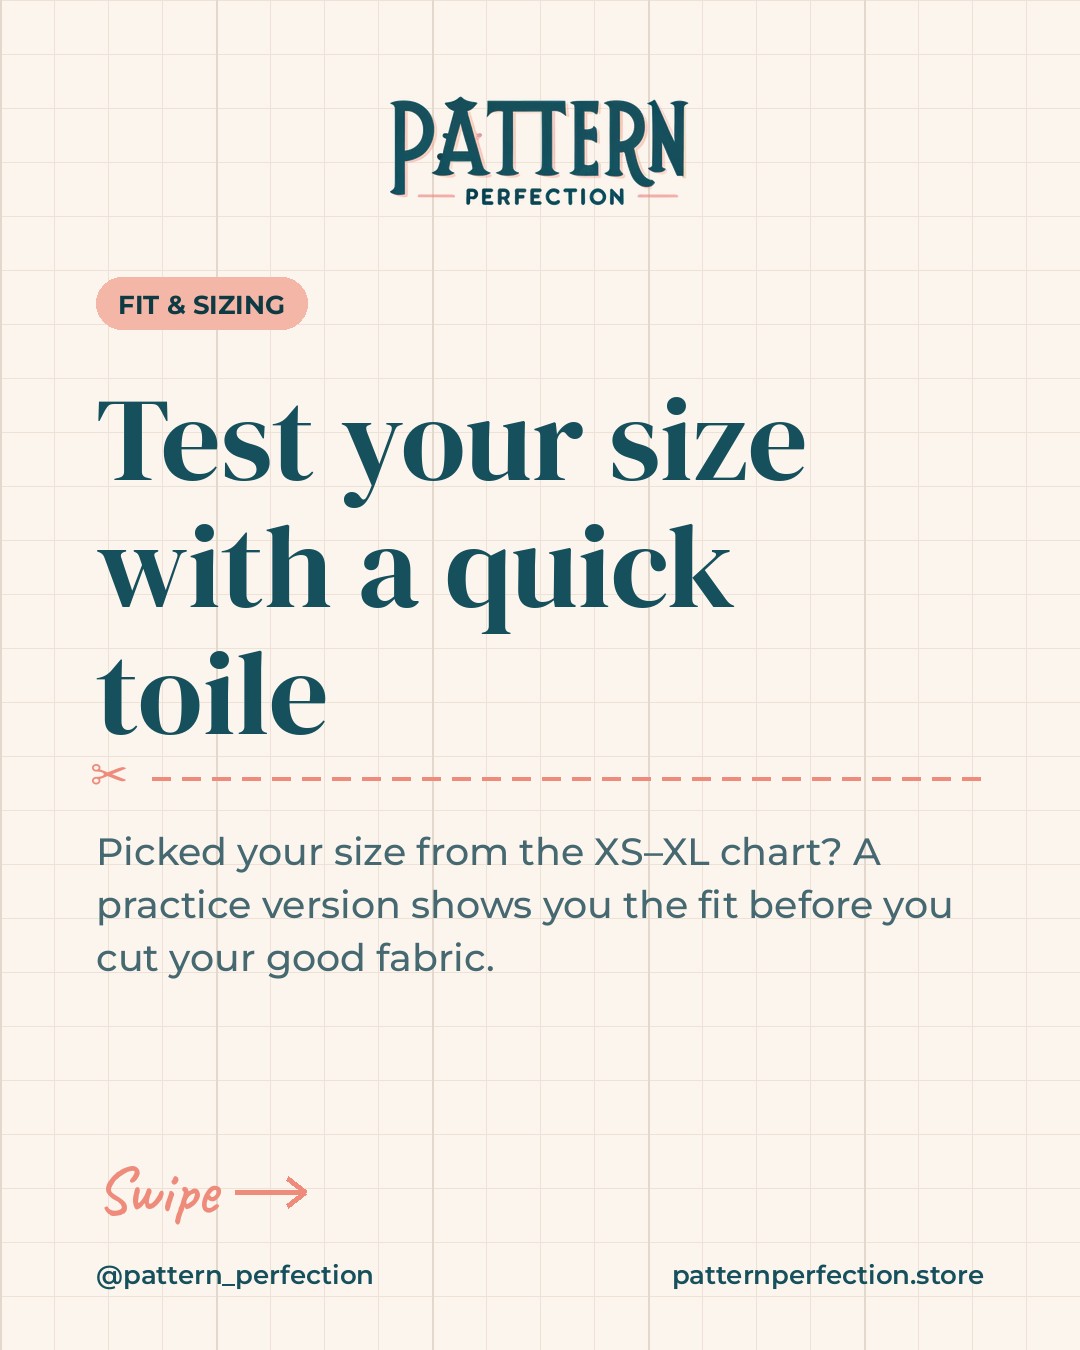 PATTERN
PERFECTION
FIT & SIZING
Test your size
with a quick
toile
Picked your size from the XS–XL chart? A
practice version shows you the fit before you
cut your good fabric.
Swipe
@pattern_perfection
patternperfection.store